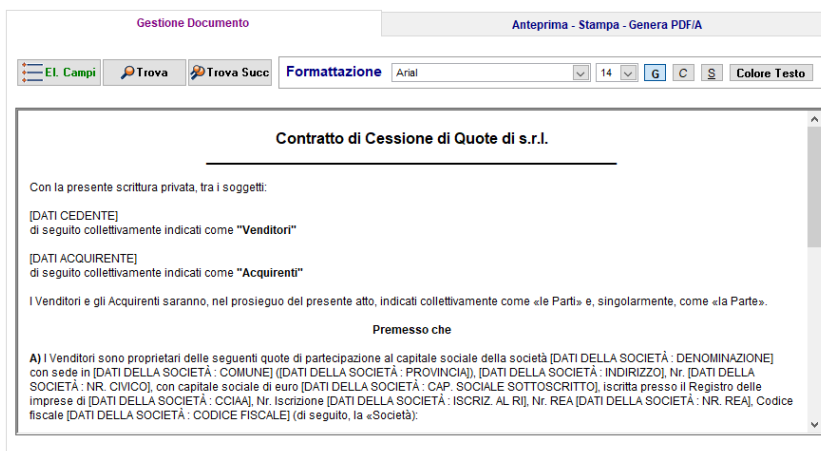 Gestione Documento
Anteprima - Stampa - Genera PDF/A
El. Campi
Trova
Trova Succ
Formattazione
Arial
14
G
C
S
Colore Testo
Contratto di Cessione di Quote di s.r.l.
Con la presente scrittura privata, tra i soggetti:
[DATI CEDENTE]
di seguito collettivamente indicati come "Venditori"
[DATI ACQUIRENTE]
di seguito collettivamente indicati come "Acquirenti"
I Venditori e gli Acquirenti saranno, nel prosieguo del presente atto, indicati collettivamente come «le Parti» e, singolarmente, come «la Parte».
Premesso che
A) I Venditori sono proprietari delle seguenti quote di partecipazione al capitale sociale della società [DATI DELLA SOCIETÀ : DENOMINAZIONE]
con sede in [DATI DELLA SOCIETÀ : COMUNE] ([DATI DELLA SOCIETÀ : PROVINCIA]), [DATI DELLA SOCIETÀ : INDIRIZZO], Nr. [DATI DELLA
SOCIETÀ : NR. CIVICO], con capitale sociale di euro [DATI DELLA SOCIETÀ : CAP. SOCIALE SOTTOSCRITTO], iscritta presso il Registro delle
imprese di [DATI DELLA SOCIETÀ : CCIAA], Nr. Iscrizione [DATI DELLA SOCIETÀ : ISCRIZ. AL RI], Nr. REA [DATI DELLA SOCIETÀ : NR. REA], Codice
fiscale [DATI DELLA SOCIETÀ : CODICE FISCALE] (di seguito, la «Società):